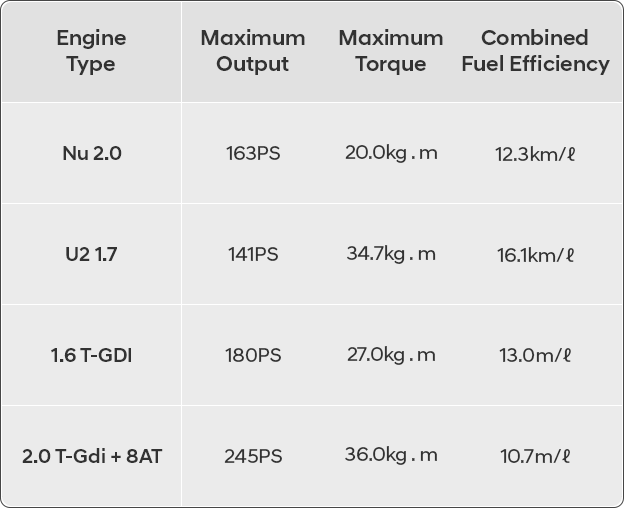 Engine Type
Maximum Output
Maximum Torque
Combined Fuel Efficiency
Nu 2.0 163PS 20.0kg . m 12.3km/ℓ
U2 1.7 141PS 34.7kg . m 16.1km/ℓ
1.6 T-GDI 180PS 27.0kg . m 13.0m/ℓ
2.0 T-Gdi + 8AT 245PS 36.0kg . m 10.7m/ℓ